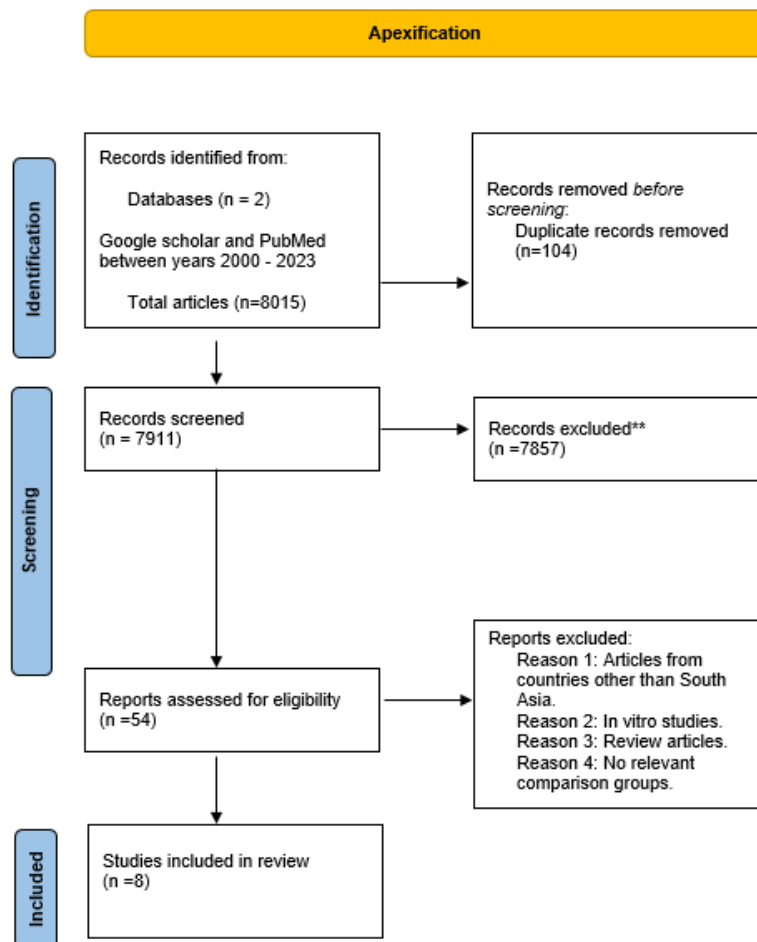 Apexification
Identification
Records identified from:
Databases (n = 2)
Google scholar and PubMed
between years 2000 - 2023
Total articles (n=8015)
Records removed before
screening:
Duplicate records removed
(n=104)
Screening
Records screened
(n = 7911)
Records excluded**
(n =7857)
Reports assessed for eligibility
(n =54)
Reports excluded:
Reason 1: Articles from
countries other than South
Asia.
Reason 2: In vitro studies.
Reason 3: Review articles.
Reason 4: No relevant
comparison groups.
Included
Studies included in review
(n =8)